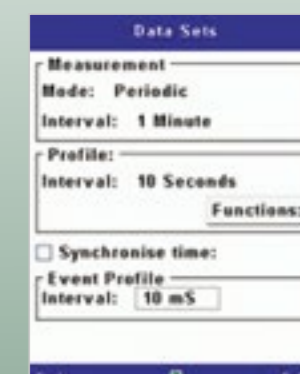 Data Sets
Measurement
Mode: Periodic
Interval: 1 Minute
Profile:
Interval: 10 Seconds
Functions:
Synchronise time:
Event Profile
Interval: 10 mS